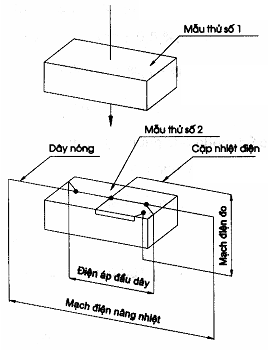 Mẫu thử số 1
Mẫu thử số 2
Dây nóng
Cặp nhiệt điện
Mạch điện đo
Điện áp đầu dây
Mạch điện nâng nhiệt